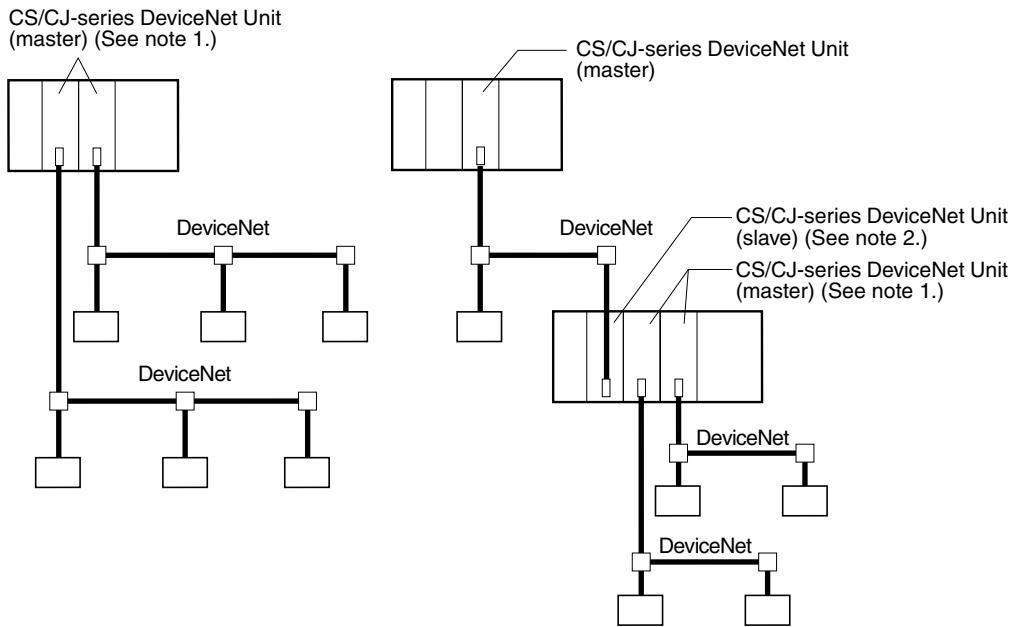 CS/CJ-series DeviceNet Unit
(master) (See note 1.)
DeviceNet
DeviceNet
CS/CJ-series DeviceNet Unit
(master)
DeviceNet
CS/CJ-series DeviceNet Unit
(slave) (See note 2.)
CS/CJ-series DeviceNet Unit
(master) (See note 1.)
DeviceNet
DeviceNet